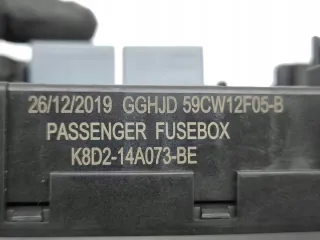 26/12/2019 GGHJD 59CW12F05-B
PASSENGER FUSEBOX
K8D2-14A073-BE